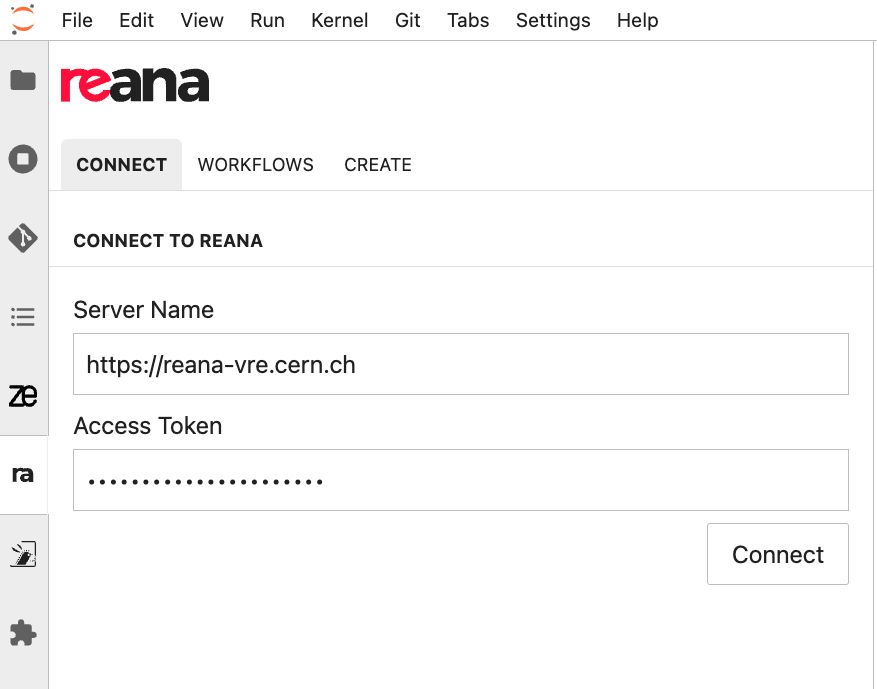 File Edit View Run Kernel Git Tabs Settings Help
reana
CONNECT WORKFLOWS CREATE
CONNECT TO REANA
Server Name
https://reana-vre.cern.ch
Access Token
••••••••••••••••••••••
Connect
ze
ra